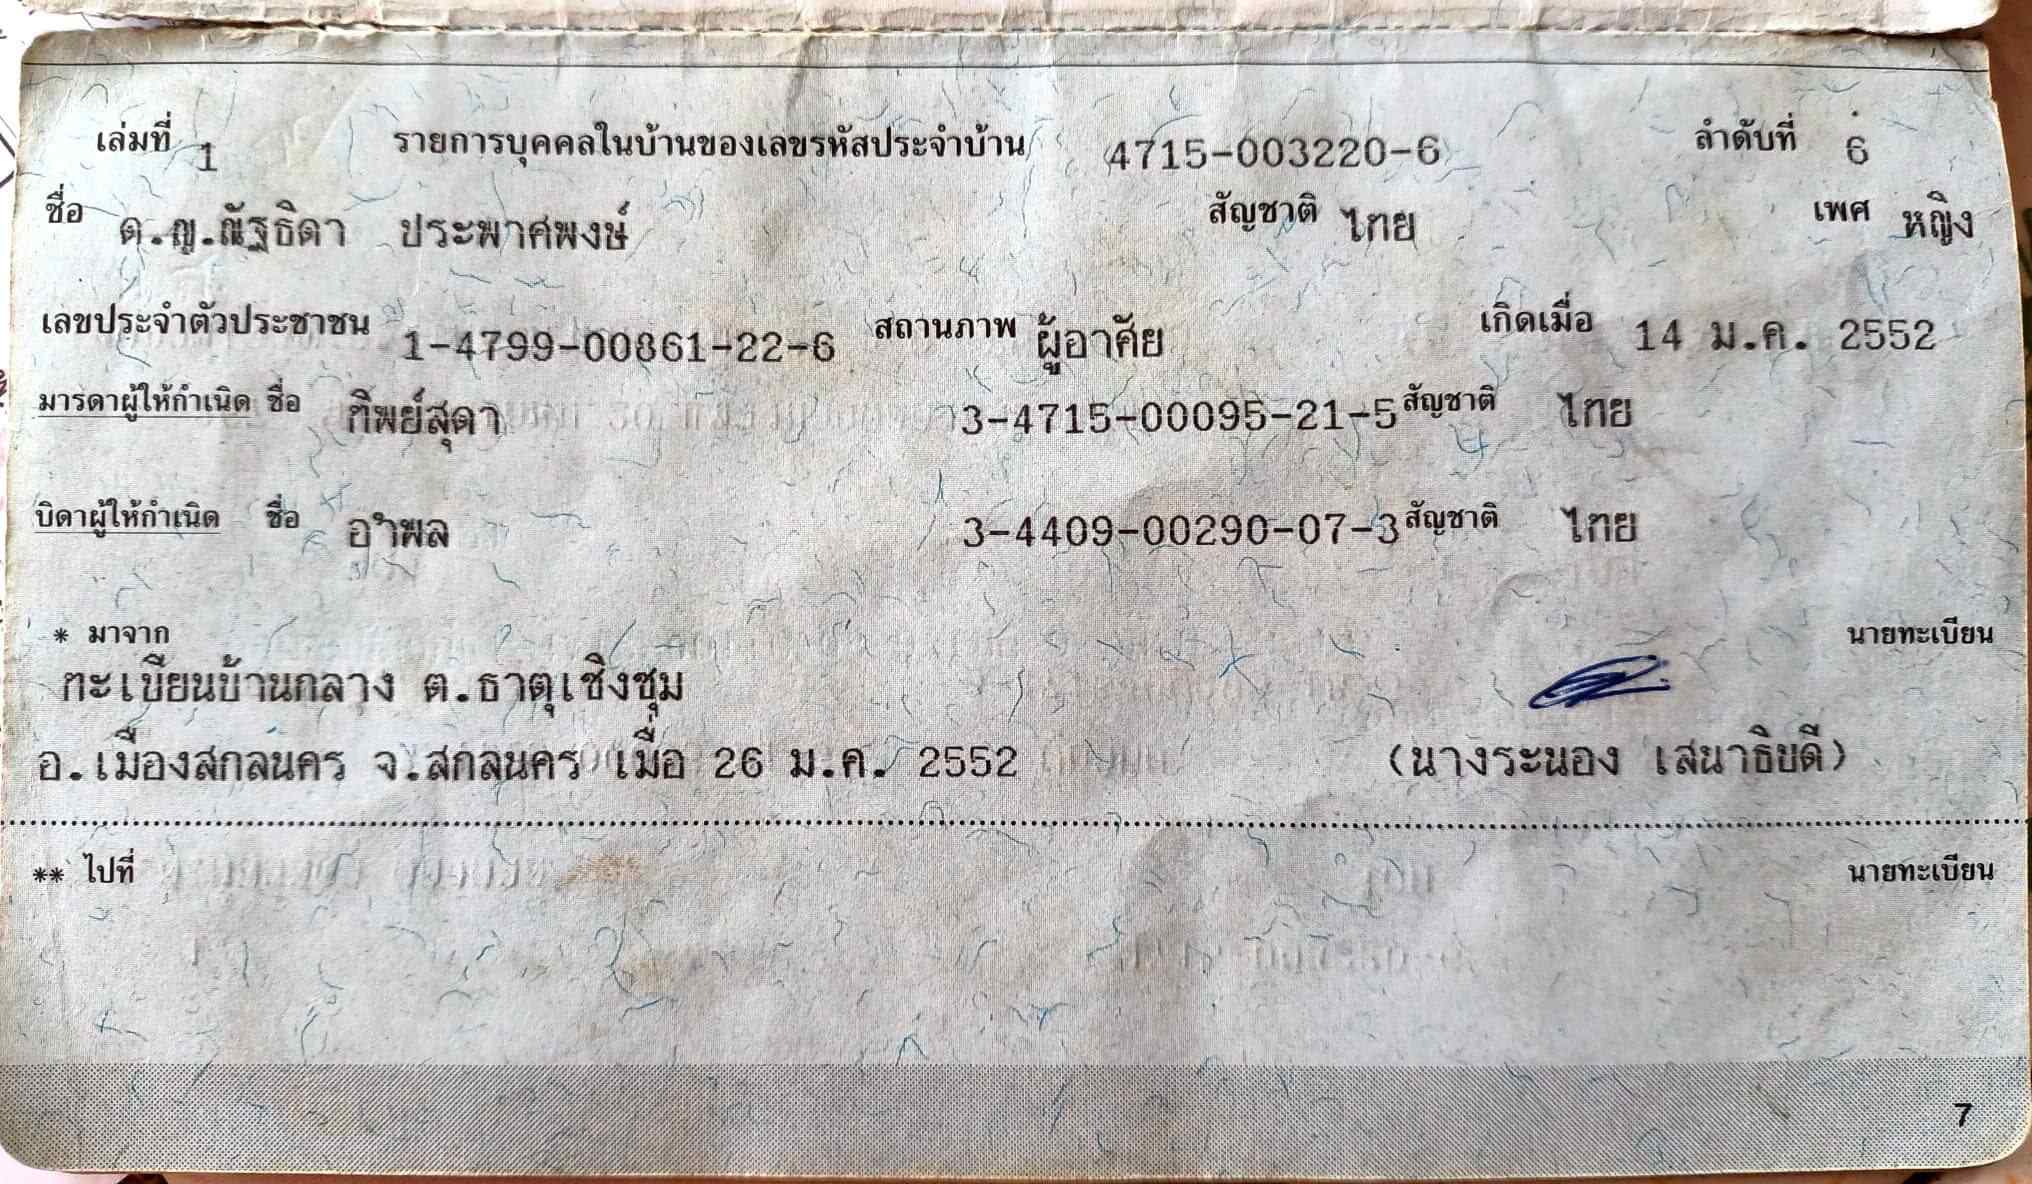 เล่มที่ 1 รายการบุคคลในบ้านของเลขรหัสประจำบ้าน 4715-003220-6 ลำดับที่ 6
ชื่อ ด.ญ.ณัฐธิดา ประพาศพงษ์ สัญชาติ ไทย เพศ หญิง
เลขประจำตัวประชาชน 1-4799-00861-22-6 สถานภาพ ผู้อาศัย เกิดเมื่อ 14 ม.ค. 2552
มารดาผู้ให้กำเนิด ชื่อ ทิพย์สุดา 3-4715-00095-21-5 สัญชาติ ไทย
บิดาผู้ให้กำเนิด ชื่อ อำพล 3-4409-00290-07-3 สัญชาติ ไทย
* มาจาก นายทะเบียน
ทะเบียนบ้านกลาง ต.ธาตุเชิงชุม
อ.เมืองสกลนคร จ.สกลนคร เมื่อ 26 ม.ค. 2552 (นางระนอง เสนาธิบดี)
** ไปที่ นายทะเบียน
7